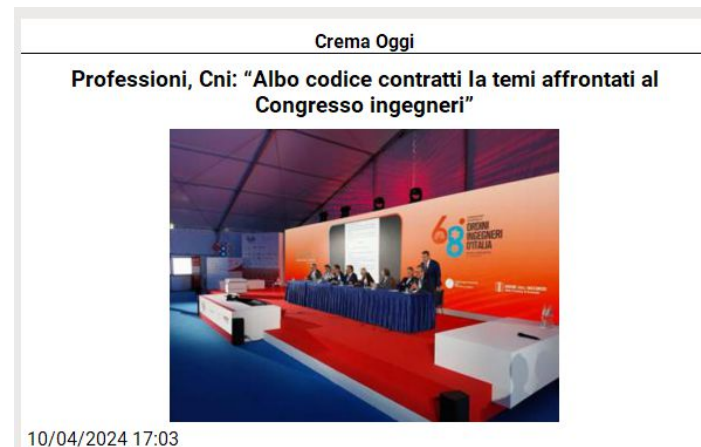 Crema Oggi
Professioni, Cni: “Albo codice contratti Ia temi affrontati al
Congresso ingegneri”
68°
ORDINI
INGEGNERI
D'ITALIA
10/04/2024 17:03